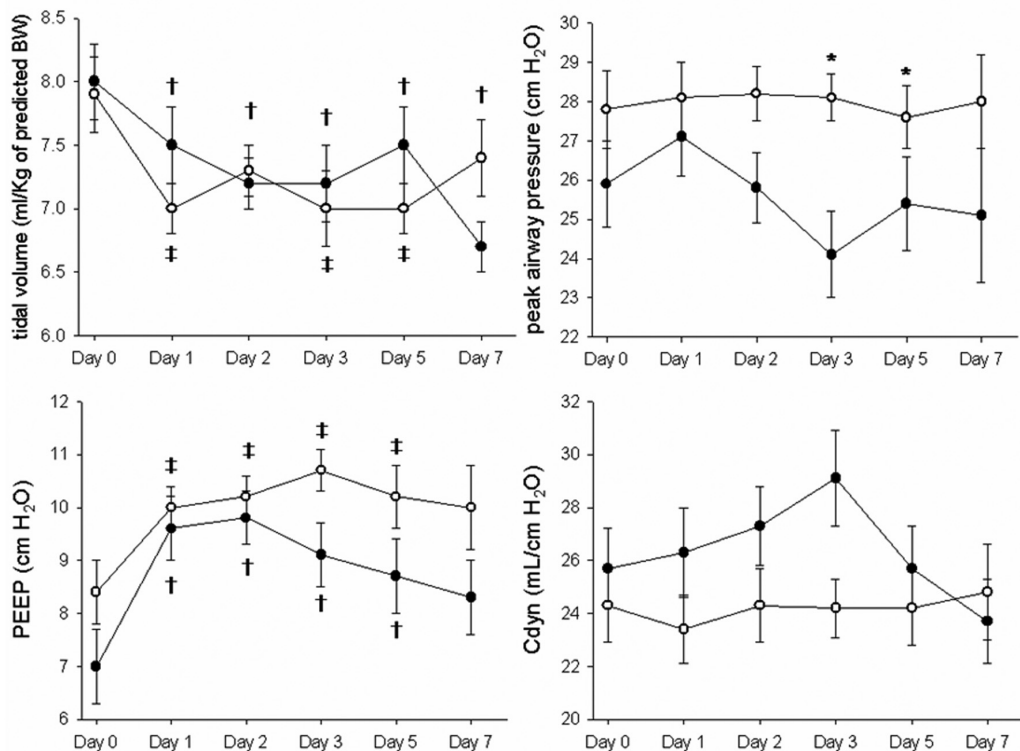 tidal volume (ml/Kg of predicted BW)
8.5
8.0
7.5
7.0
6.5
6.0
† † † † †
‡ ‡ ‡
Day 0 Day 1 Day 2 Day 3 Day 5 Day 7
peak airway pressure (cm H₂O)
30
29
28
27
26
25
24
23
22
* *
Day 0 Day 1 Day 2 Day 3 Day 5 Day 7
PEEP (cm H₂O)
12
11
10
9
8
7
6
‡ ‡ ‡ ‡
† † † †
Day 0 Day 1 Day 2 Day 3 Day 5 Day 7
Cdyn (mL/cm H₂O)
32
30
28
26
24
22
20
Day 0 Day 1 Day 2 Day 3 Day 5 Day 7